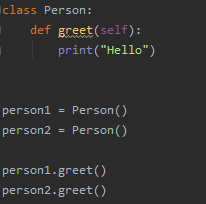 class Person:
    def greet(self):
        print("Hello")
person1 = Person()
person2 = Person()
person1.greet()
person2.greet()